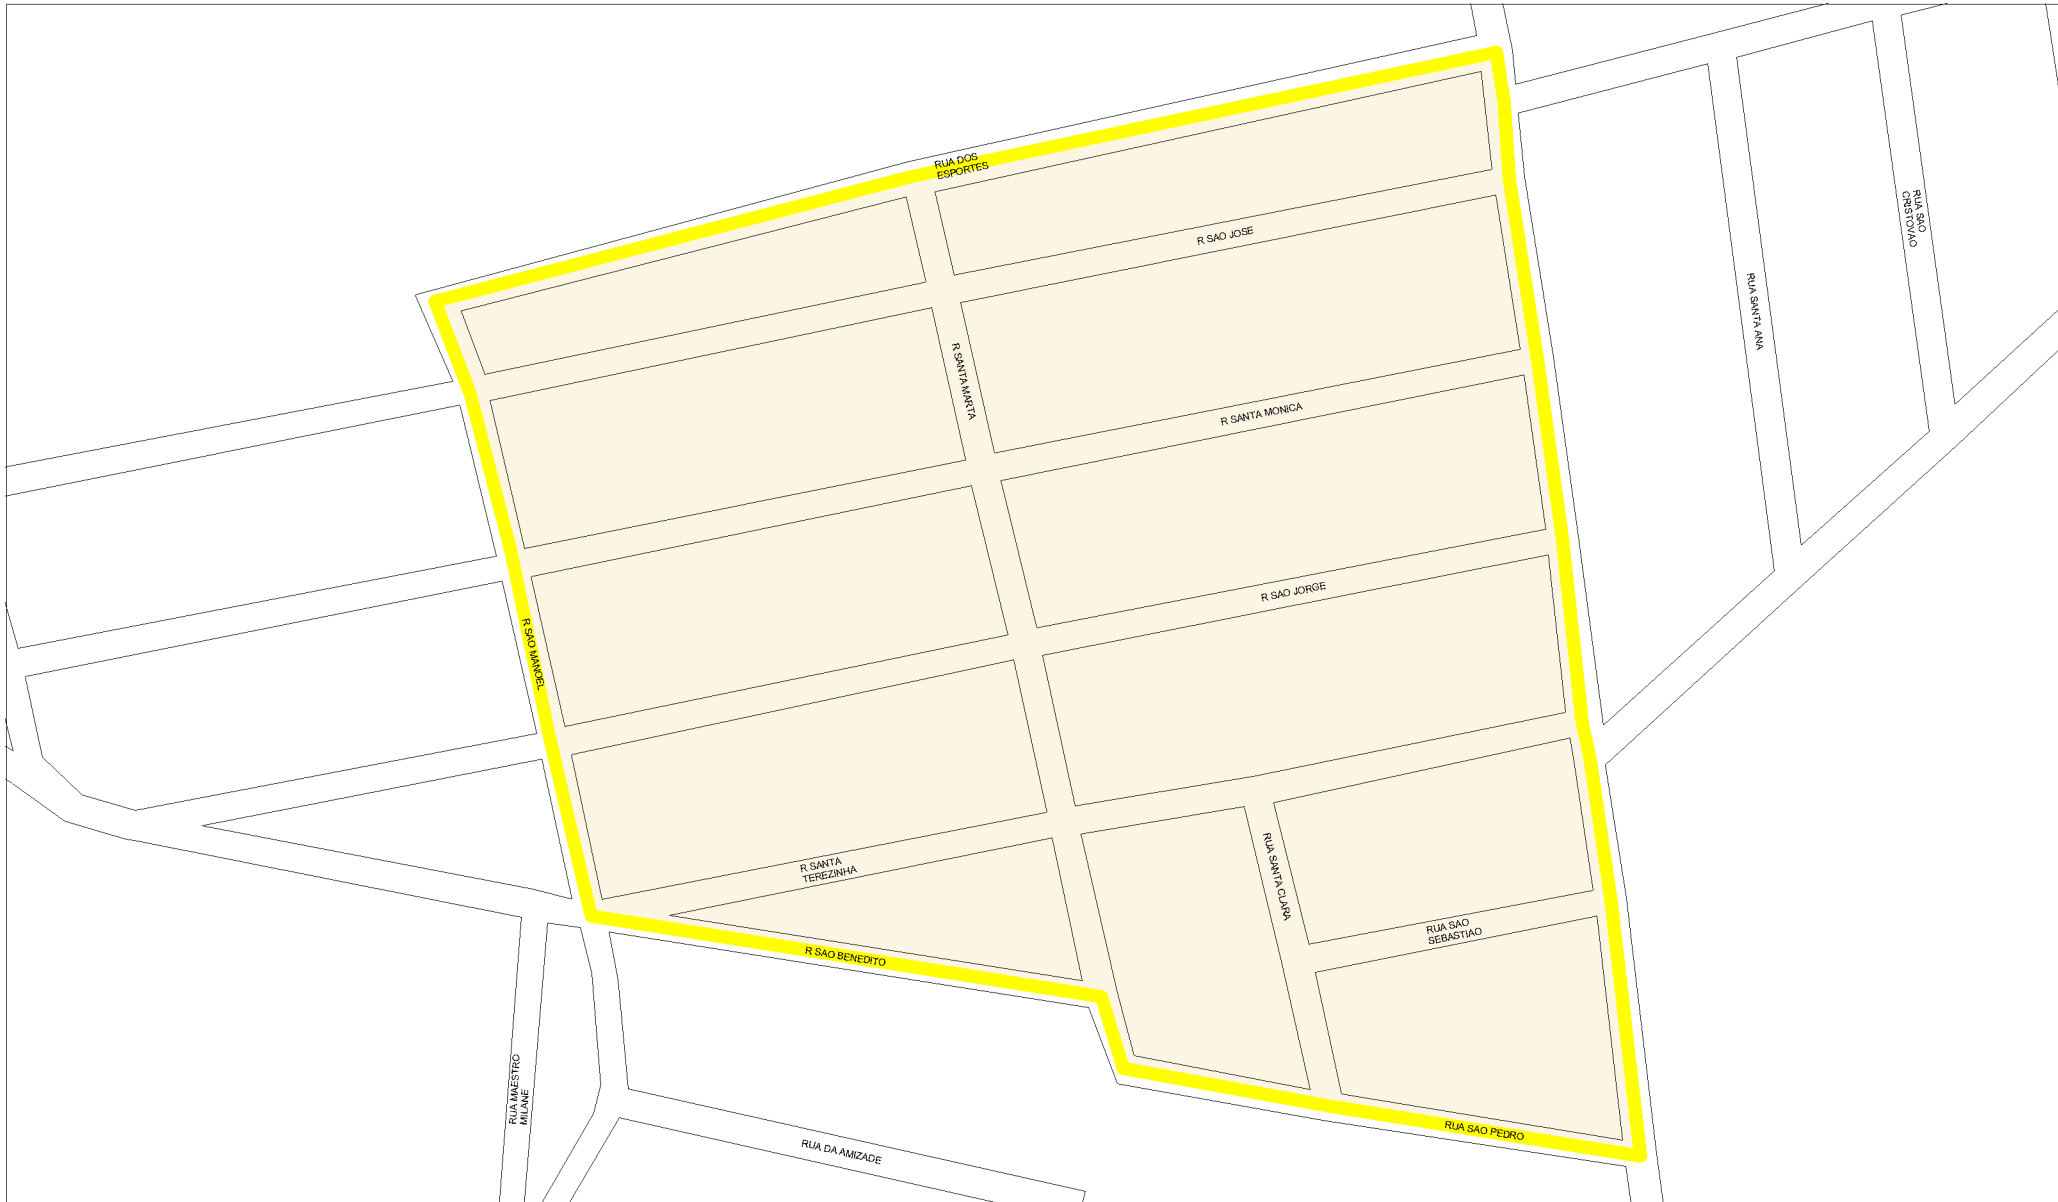 RUA DOS
ESPORTES
RUA SAO
CRISTOVAO
R SAO JOSE
RUA SANTA ANA
R SANTA MARTA
R SANTA MONICA
R SAO JORGE
R SAO MANOEL
R SANTA
TEREZINHA
RUA SANTA CLARA
RUA SAO
SEBASTIAO
R SAO BENEDITO
RUA MAESTRO
MILANE
RUA SAO PEDRO
RUA DA AMIZADE